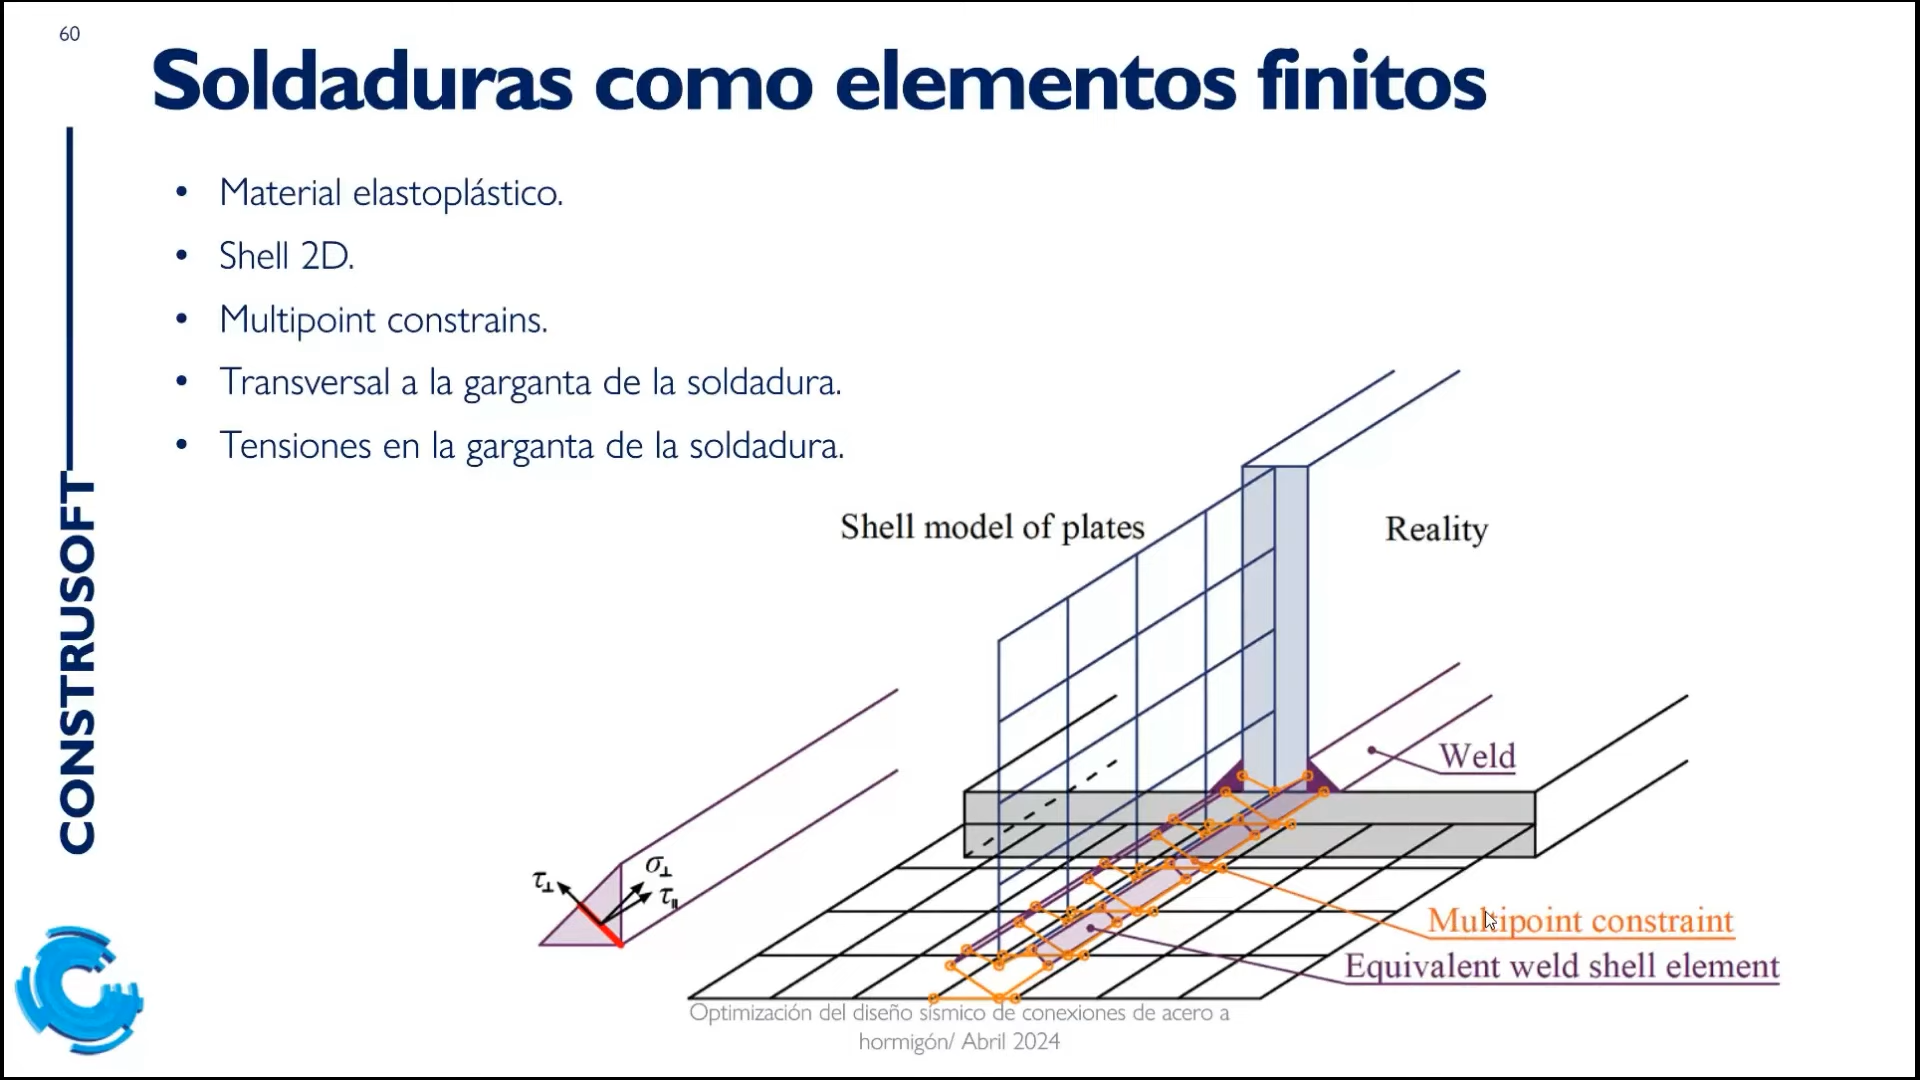 60
Soldaduras como elementos finitos
• Material elastoplástico.
• Shell 2D.
• Multipoint constrains.
• Transversal a la garganta de la soldadura.
• Tensiones en la garganta de la soldadura.
CONSTRUSOFT
Shell model of plates
Reality
Weld
τ⊥
σ⊥
τ∥
Multipoint constraint
Equivalent weld shell element
Optimización del diseño sísmico de conexiones de acero a
hormigón/ Abril 2024